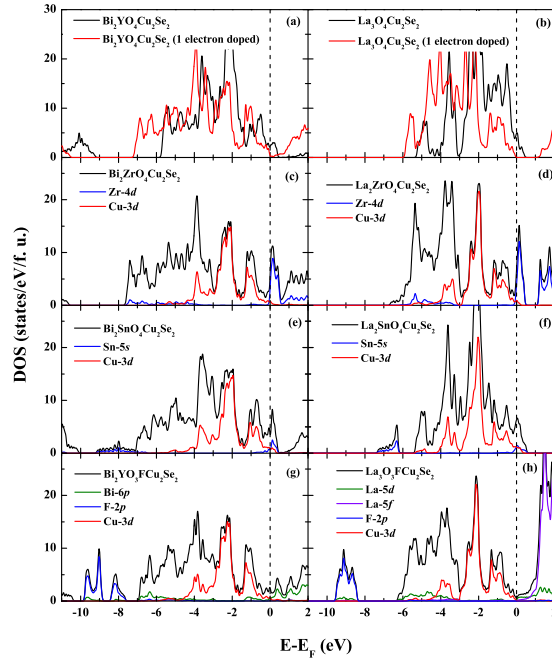 (a)
Bi₂YO₄Cu₂Se₂
Bi₂YO₄Cu₂Se₂ (1 electron doped)
(b)
La₃O₄Cu₂Se₂
La₃O₄Cu₂Se₂ (1 electron doped)
20
10
0
(c)
Bi₂ZrO₄Cu₂Se₂
Zr-4d
Cu-3d
(d)
La₂ZrO₄Cu₂Se₂
Zr-4d
Cu-3d
20
10
0
(e)
Bi₂SnO₄Cu₂Se₂
Sn-5s
Cu-3d
(f)
La₂SnO₄Cu₂Se₂
Sn-5s
Cu-3d
20
10
0
(g)
Bi₂YO₃FCu₂Se₂
Bi-6p
F-2p
Cu-3d
(h)
La₃O₃FCu₂Se₂
La-5d
La-5f
F-2p
Cu-3d
20
10
0
-10 -8 -6 -4 -2 0 2
-10 -8 -6 -4 -2 0 2
DOS (states/eV/f. u.)
E-E_F (eV)